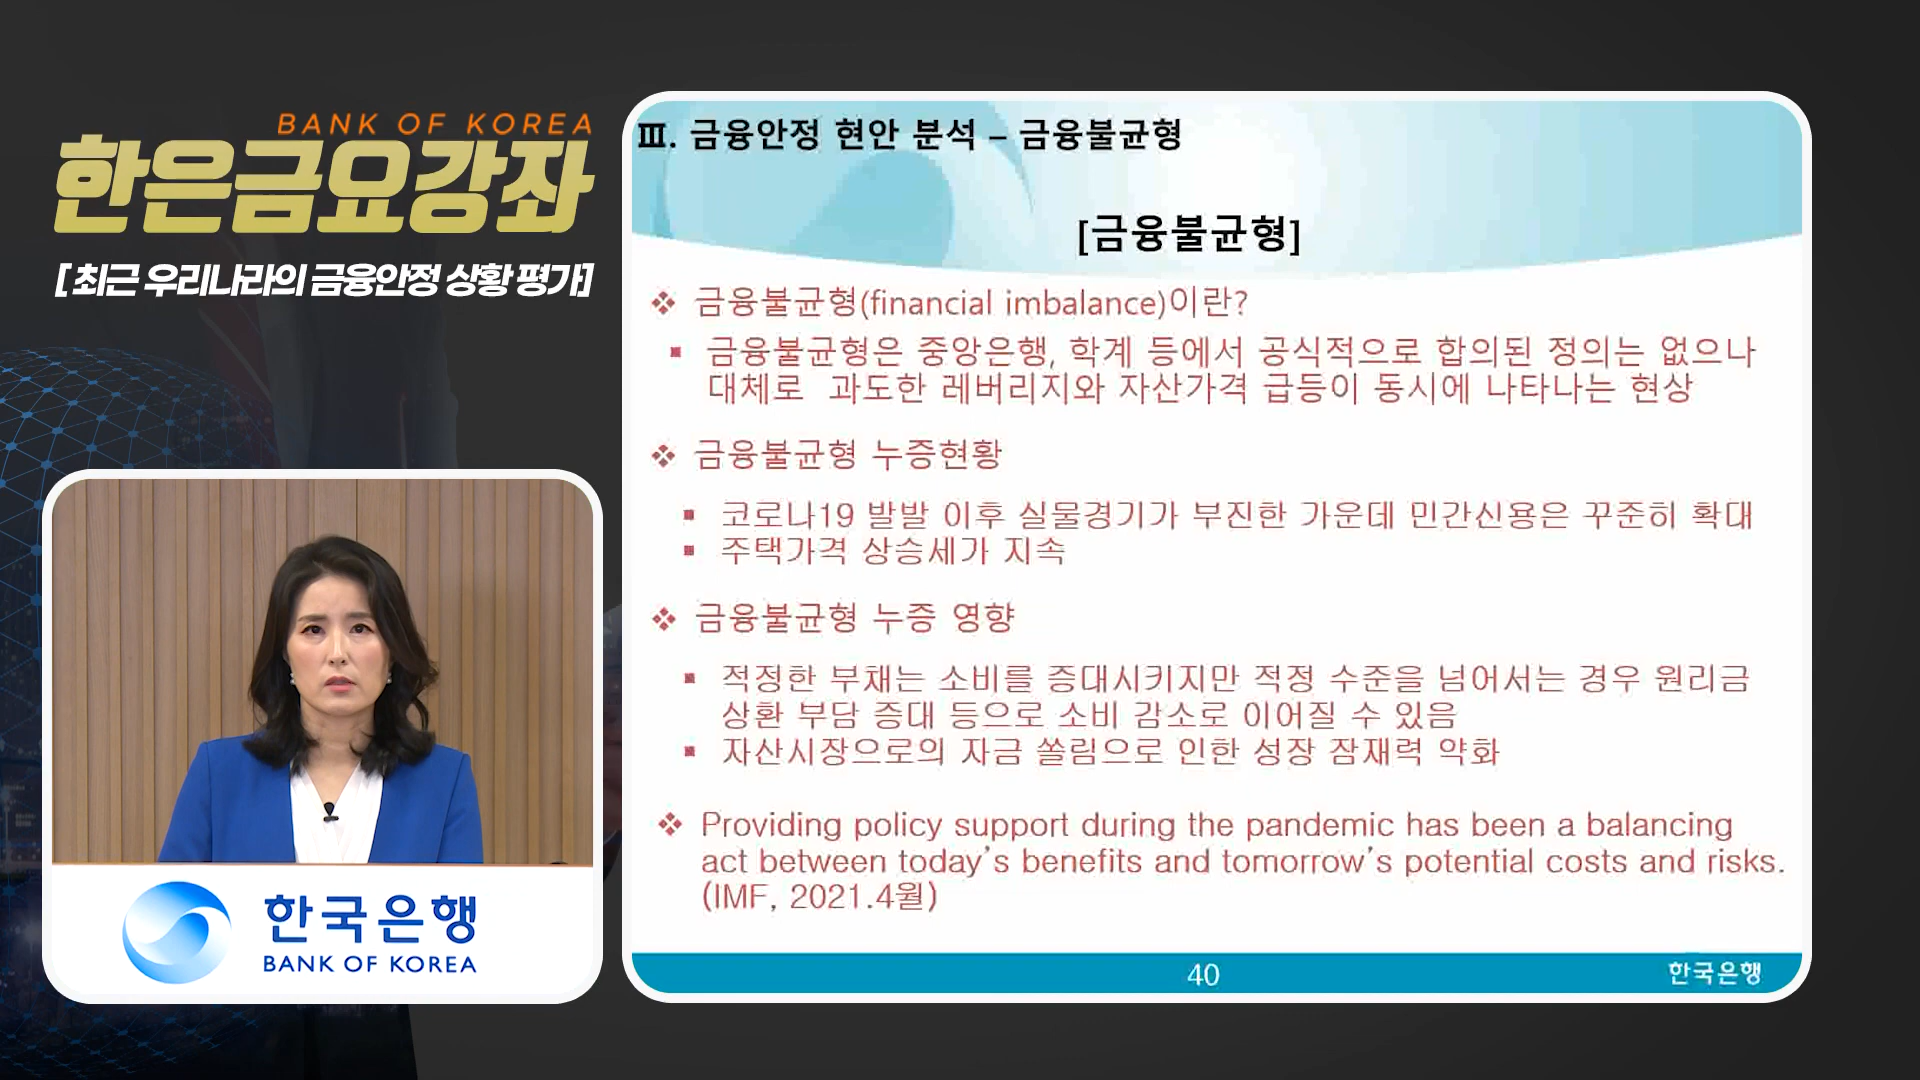 BANK OF KOREA
한은금요강좌
[ 최근 우리나라의 금융안정 상황 평가]
한국은행
BANK OF KOREA
Ⅲ. 금융안정 현안 분석 – 금융불균형
[금융불균형]
❖ 금융불균형(financial imbalance)이란?
▪ 금융불균형은 중앙은행, 학계 등에서 공식적으로 합의된 정의는 없으나
대체로 과도한 레버리지와 자산가격 급등이 동시에 나타나는 현상
❖ 금융불균형 누증현황
▪ 코로나19 발발 이후 실물경기가 부진한 가운데 민간신용은 꾸준히 확대
▪ 주택가격 상승세가 지속
❖ 금융불균형 누증 영향
▪ 적정한 부채는 소비를 증대시키지만 적정 수준을 넘어서는 경우 원리금
상환 부담 증대 등으로 소비 감소로 이어질 수 있음
▪ 자산시장으로의 자금 쏠림으로 인한 성장 잠재력 약화
❖ Providing policy support during the pandemic has been a balancing
act between today's benefits and tomorrow's potential costs and risks.
(IMF, 2021.4월)
40
한국은행